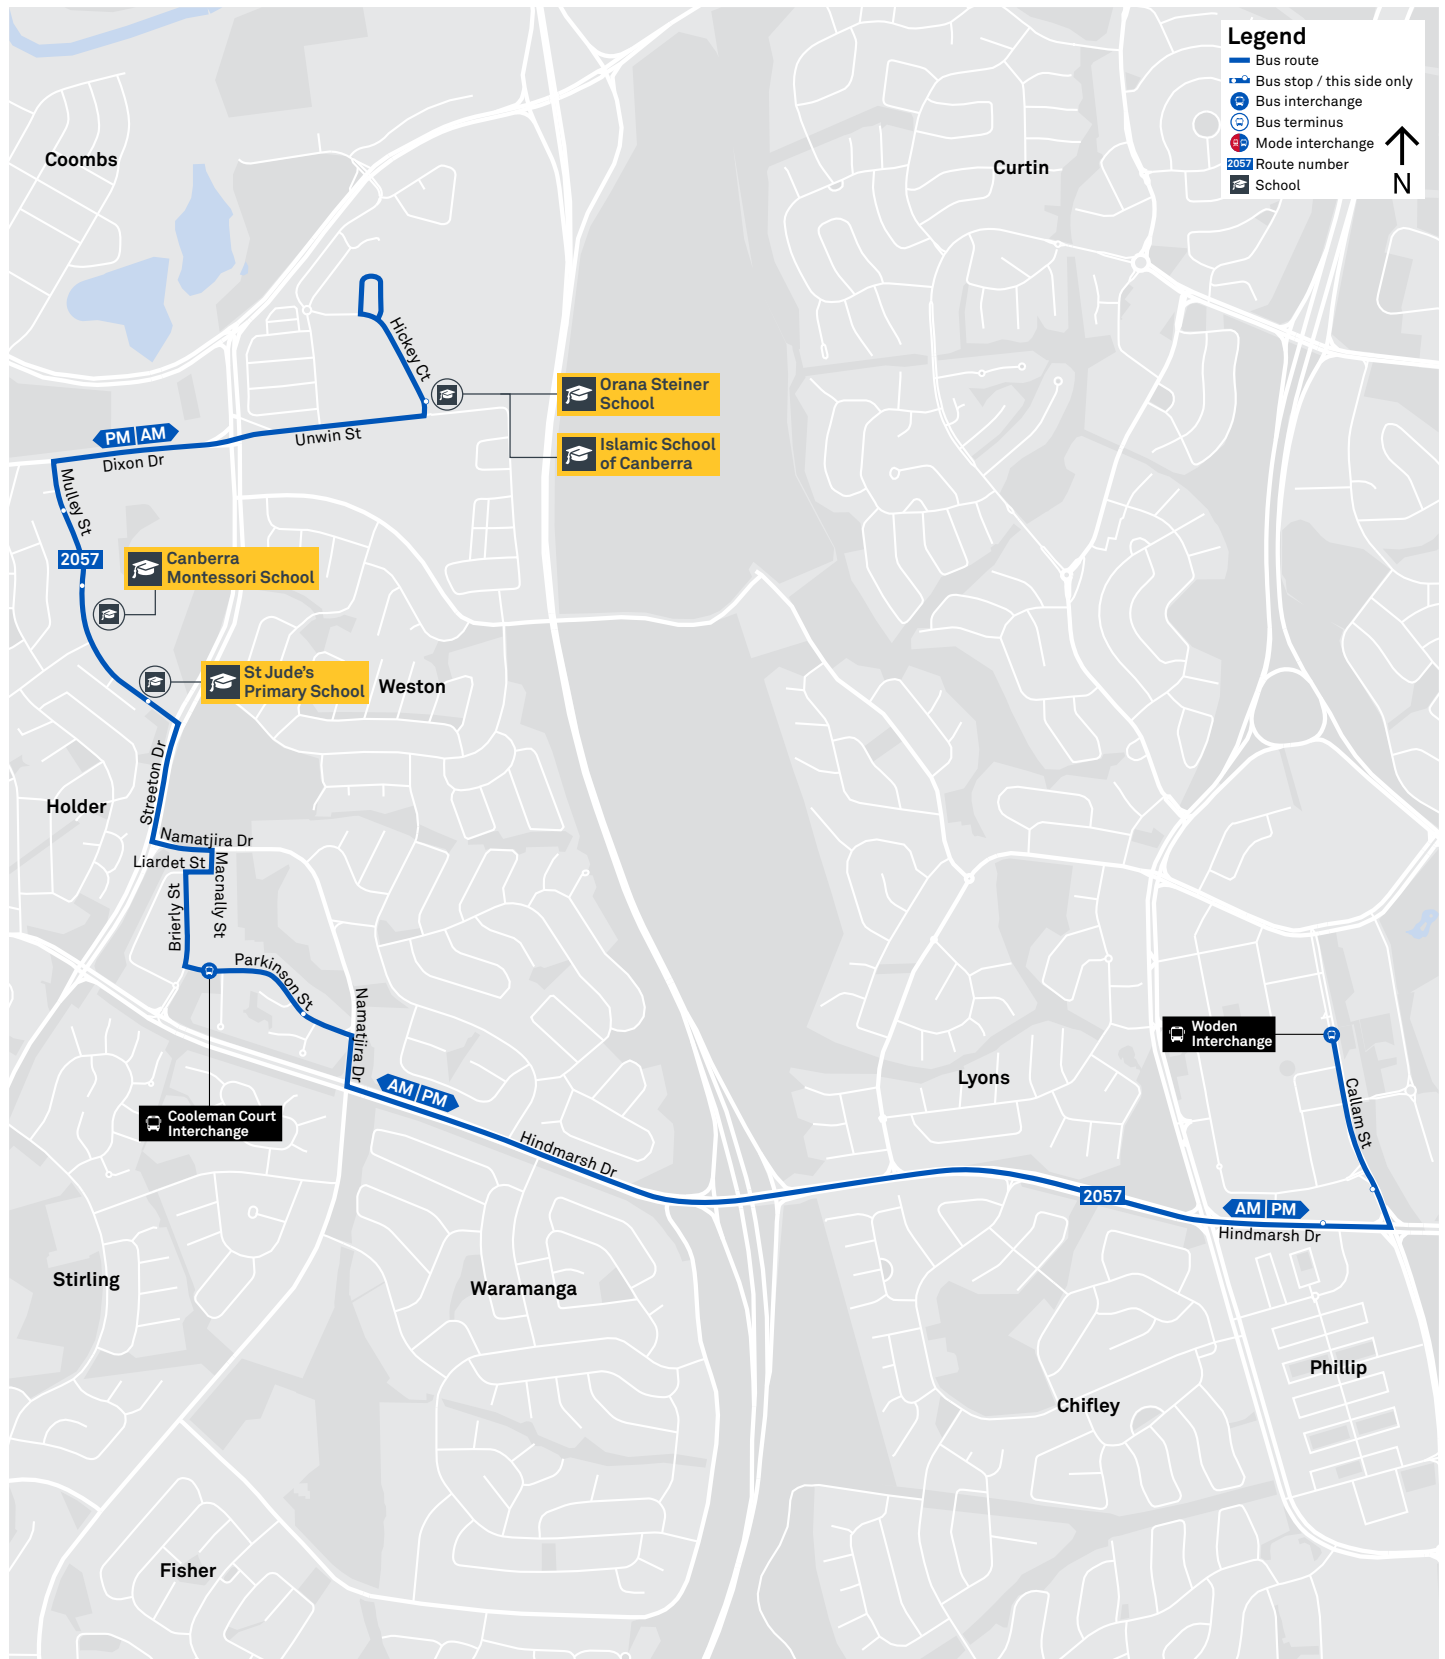 Legend
Bus route
Bus stop / this side only
Bus interchange
Bus terminus
Mode interchange
2057 Route number
School
N
Coombs
Curtin
Hickey Ct
Orana Steiner
School
Islamic School
of Canberra
PM AM
Unwin St
Dixon Dr
Mulley St
2057
Canberra
Montessori School
St Jude's
Primary School
Weston
Streeton Dr
Holder
Namatjira Dr
Liardet St
Macnally St
Brierly St
Parkinson St
Namatjira Dr
Woden
Interchange
Lyons
Callam St
AM PM
Cooleman Court
Interchange
Hindmarsh Dr
2057
AM PM
Hindmarsh Dr
Stirling
Waramanga
Phillip
Chifley
Fisher